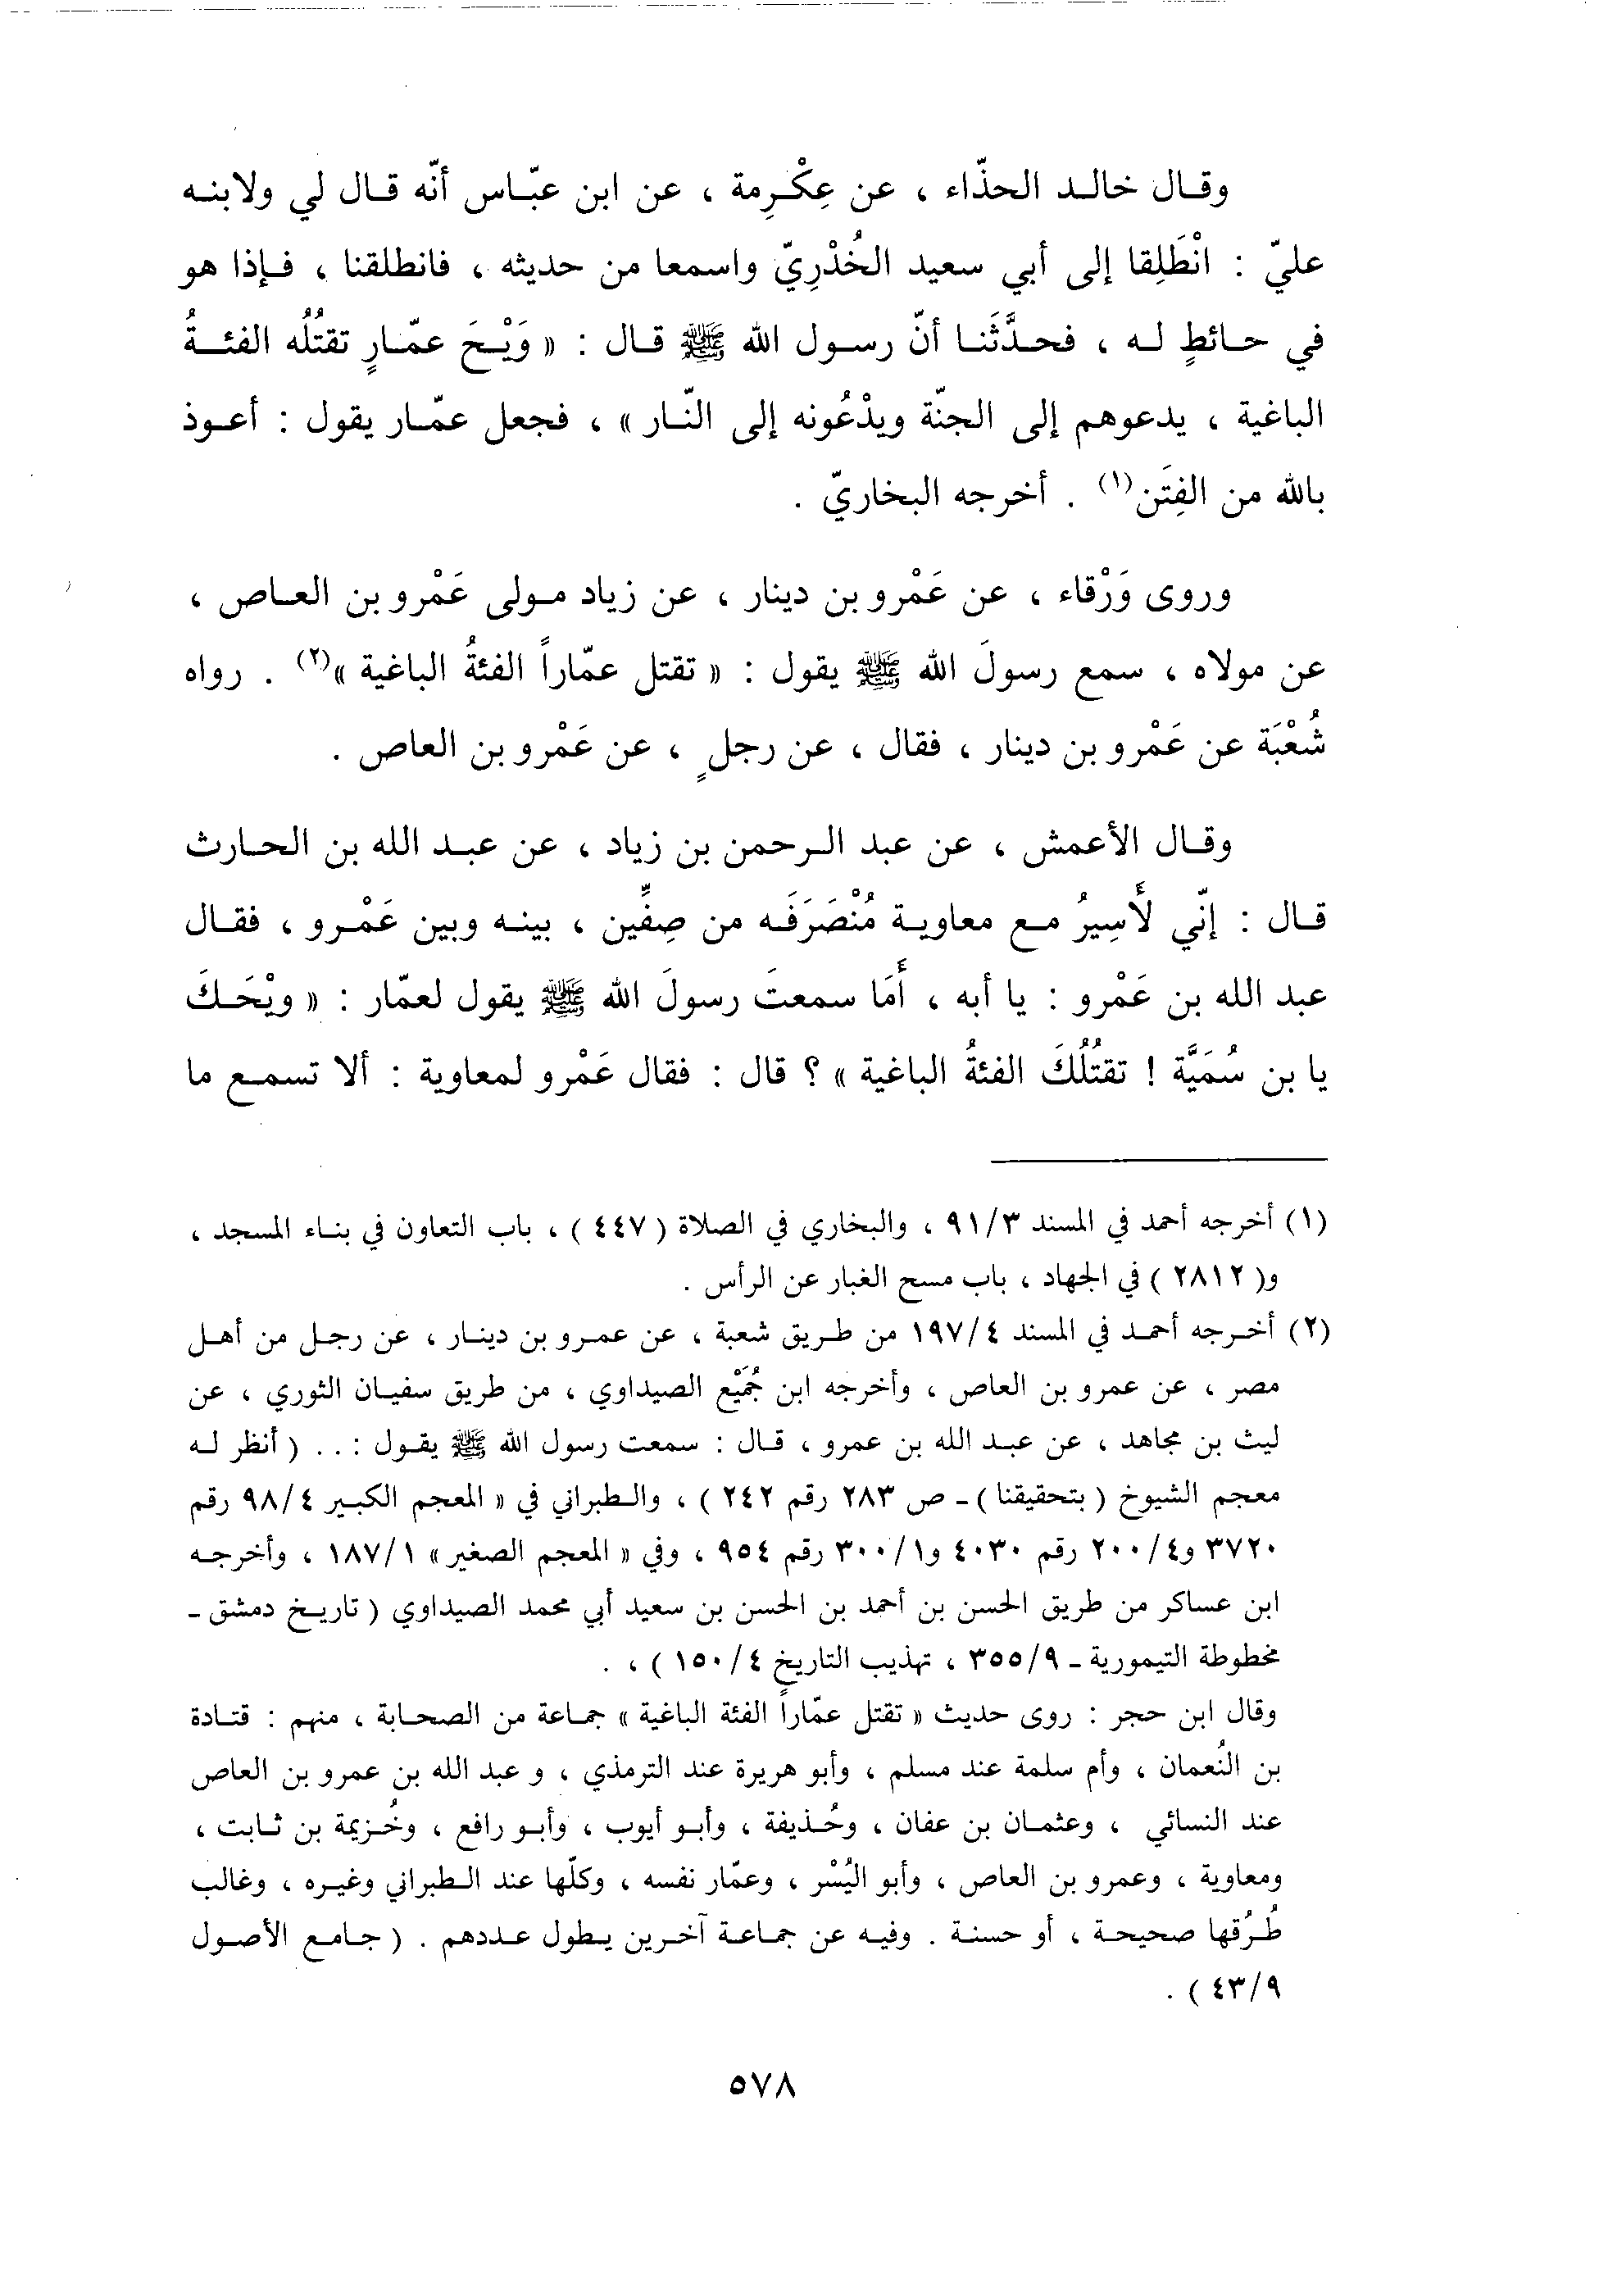 وقال خالد الحذّاء ، عن عِكْرِمة ، عن ابن عبّاس أنّه قال لي ولابنه
عليّ : انْطَلِقا إلى أبي سعيد الخُدْرِيّ واسمعا من حديثه ، فانطلقنا ، فإذا هو
في حائطٍ له ، فحدَّثَنا أنّ رسول الله ﷺ قال : « وَيْحَ عمّارٍ تقتُلُه الفئةُ
الباغية ، يدعوهم إلى الجنّة ويدْعُونه إلى النّار » ، فجعل عمّار يقول : أعوذ
بالله من الفِتَن(١) . أخرجه البخاريّ .
وروى وَرْقاء ، عن عَمْرو بن دينار ، عن زياد مولى عَمْرو بن العاص ،
عن مولاه ، سمع رسولَ الله ﷺ يقول : « تقتل عمّاراً الفئةُ الباغية »(٢) . رواه
شُعْبَة عن عَمْرو بن دينار ، فقال ، عن رجلٍ ، عن عَمْرو بن العاص .
وقال الأعمش ، عن عبد الرحمن بن زياد ، عن عبد الله بن الحارث
قال : إنّي لأَسِيرُ مع معاوية مُنْصَرَفَه من صِفِّين ، بينه وبين عَمْرو ، فقال
عبد الله بن عَمْرو : يا أبه ، أَمَا سمعتَ رسولَ الله ﷺ يقول لعمّار : « ويْحَكَ
يا بن سُمَيَّة ! تقتُلُكَ الفئةُ الباغية » ؟ قال : فقال عَمْرو لمعاوية : ألا تسمع ما
(١) أخرجه أحمد في المسند ٩١/٣ ، والبخاري في الصلاة ( ٤٤٧ ) ، باب التعاون في بناء المسجد ،
و( ٢٨١٢ ) في الجهاد ، باب مسح الغبار عن الرأس .
(٢) أخرجه أحمد في المسند ١٩٧/٤ من طريق شعبة ، عن عمرو بن دينار ، عن رجل من أهل
مصر ، عن عمرو بن العاص ، وأخرجه ابن جُمَيْع الصيداوي ، من طريق سفيان الثوري ، عن
ليث بن مجاهد ، عن عبد الله بن عمرو ، قال : سمعت رسول الله ﷺ يقول : . . ( أنظر له
معجم الشيوخ ( بتحقيقنا ) ـ ص ٢٨٣ رقم ٢٤٢ ) ، والطبراني في « المعجم الكبير ٩٨/٤ رقم
٣٧٢٠ و٢٠٠/٤ رقم ٤٠٣٠ و٣٠٠/١ رقم ٩٥٤ ، وفي « المعجم الصغير » ١٨٧/١ ، وأخرجه
ابن عساكر من طريق الحسن بن أحمد بن الحسن بن سعيد أبي محمد الصيداوي ( تاريخ دمشق ـ
مخطوطة التيمورية ـ ٣٥٥/٩ ، تهذيب التاريخ ١٥٠/٤ ) ، .
وقال ابن حجر : روى حديث « تقتل عمّاراً الفئة الباغية » جماعة من الصحابة ، منهم : قتادة
بن النُعمان ، وأم سلمة عند مسلم ، وأبو هريرة عند الترمذي ، و عبد الله بن عمرو بن العاص
عند النسائي ، وعثمان بن عفان ، وحُذيفة ، وأبو أيوب ، وأبو رافع ، وخُزيمة بن ثابت ،
ومعاوية ، وعمرو بن العاص ، وأبو اليُسْر ، وعمّار نفسه ، وكلّها عند الطبراني وغيره ، وغالب
طُرُقها صحيحة ، أو حسنة . وفيه عن جماعة آخرين يطول عددهم . ( جامع الأصول
٤٣/٩ ) .
٥٧٨